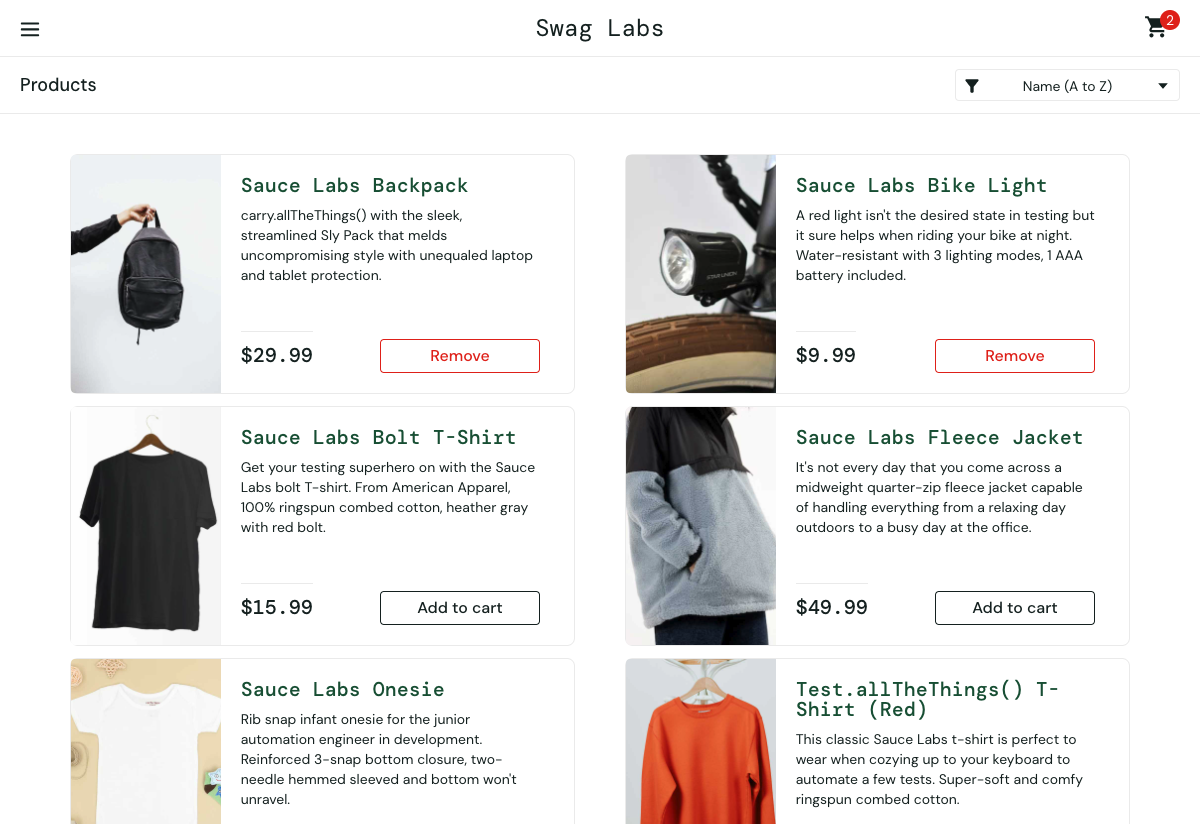 Swag Labs
2
Products
Name (A to Z)
Sauce Labs Backpack
carry.allTheThings() with the sleek,
streamlined Sly Pack that melds
uncompromising style with unequaled laptop
and tablet protection.
$29.99
Remove
Sauce Labs Bike Light
A red light isn't the desired state in testing but
it sure helps when riding your bike at night.
Water-resistant with 3 lighting modes, 1 AAA
battery included.
$9.99
Remove
Sauce Labs Bolt T-Shirt
Get your testing superhero on with the Sauce
Labs bolt T-shirt. From American Apparel,
100% ringspun combed cotton, heather gray
with red bolt.
$15.99
Add to cart
Sauce Labs Fleece Jacket
It's not every day that you come across a
midweight quarter-zip fleece jacket capable
of handling everything from a relaxing day
outdoors to a busy day at the office.
$49.99
Add to cart
Sauce Labs Onesie
Rib snap infant onesie for the junior
automation engineer in development.
Reinforced 3-snap bottom closure, two-
needle hemmed sleeved and bottom won't
unravel.
Test.allTheThings() T-
Shirt (Red)
This classic Sauce Labs t-shirt is perfect to
wear when cozying up to your keyboard to
automate a few tests. Super-soft and comfy
ringspun combed cotton.